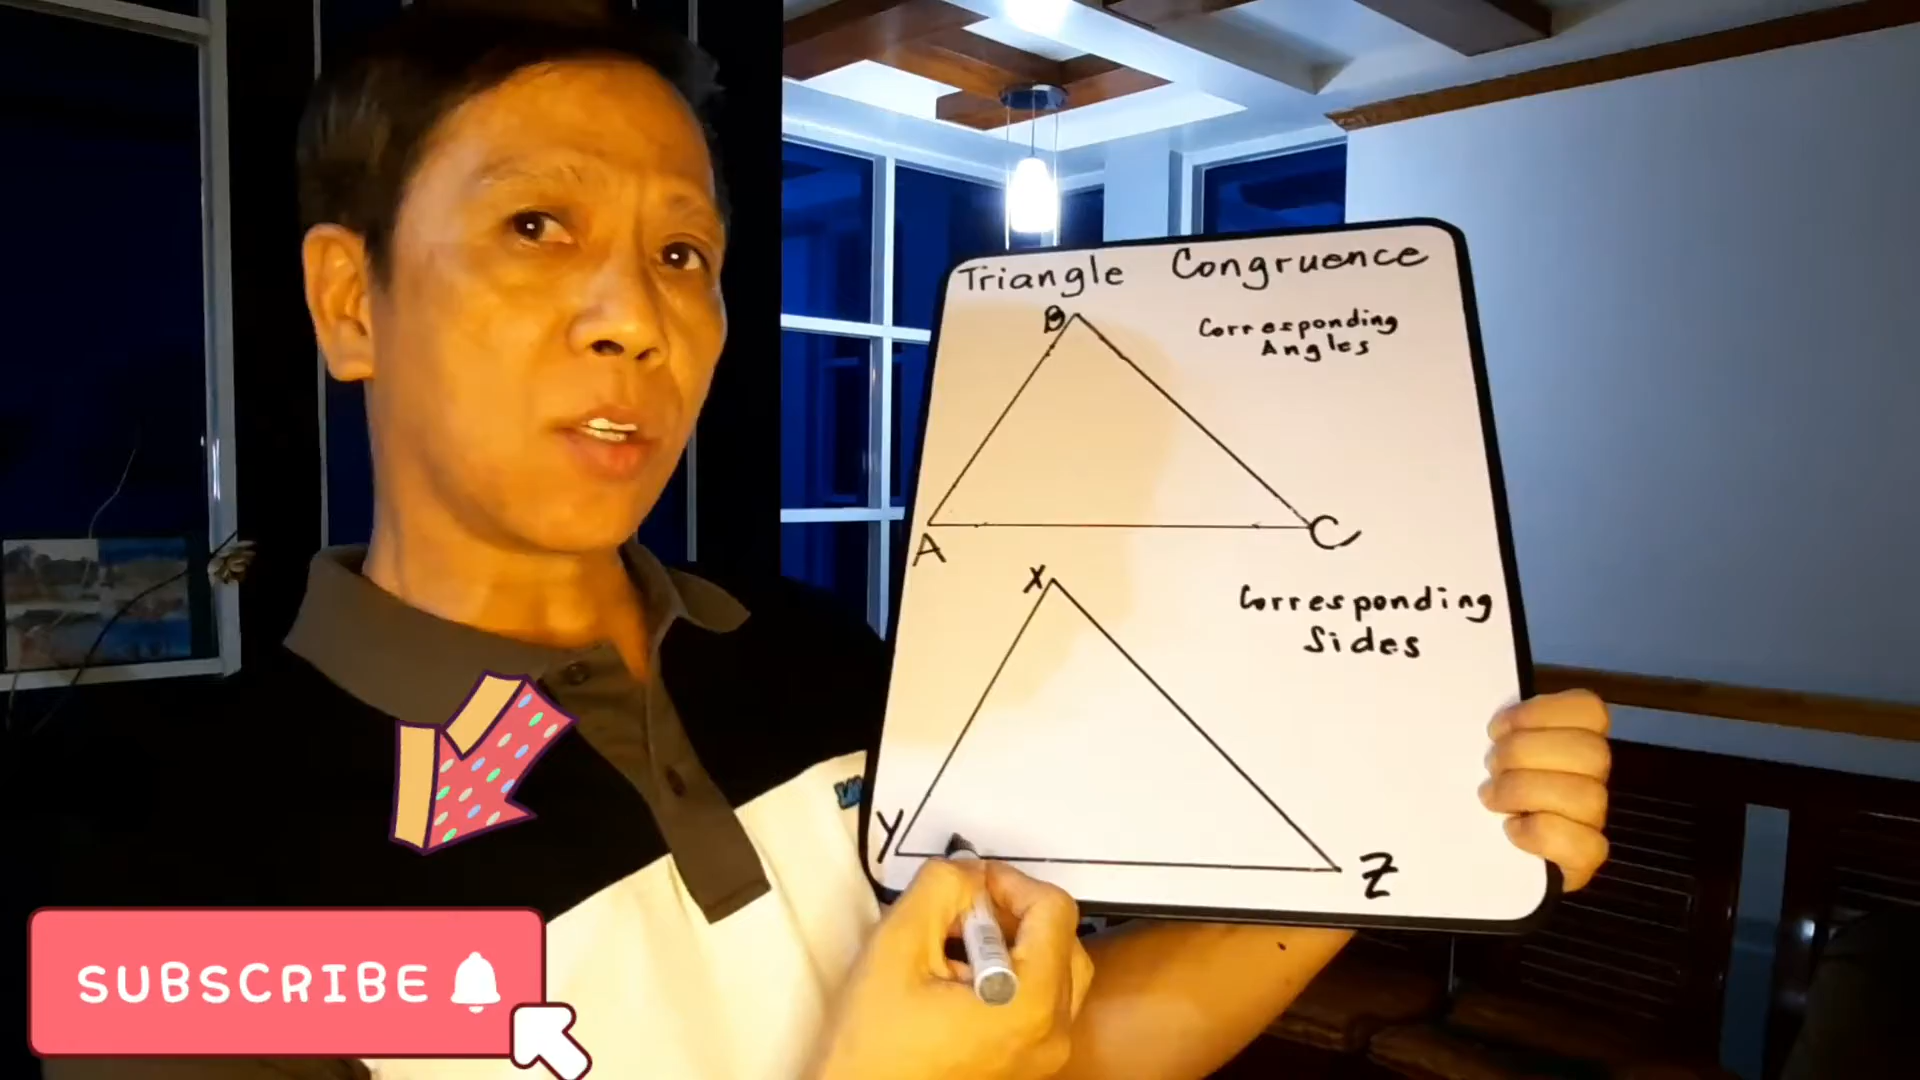 Triangle Congruence
B
Corresponding
Angles
A
C
X
Corresponding
Sides
Y
Z
SUBSCRIBE